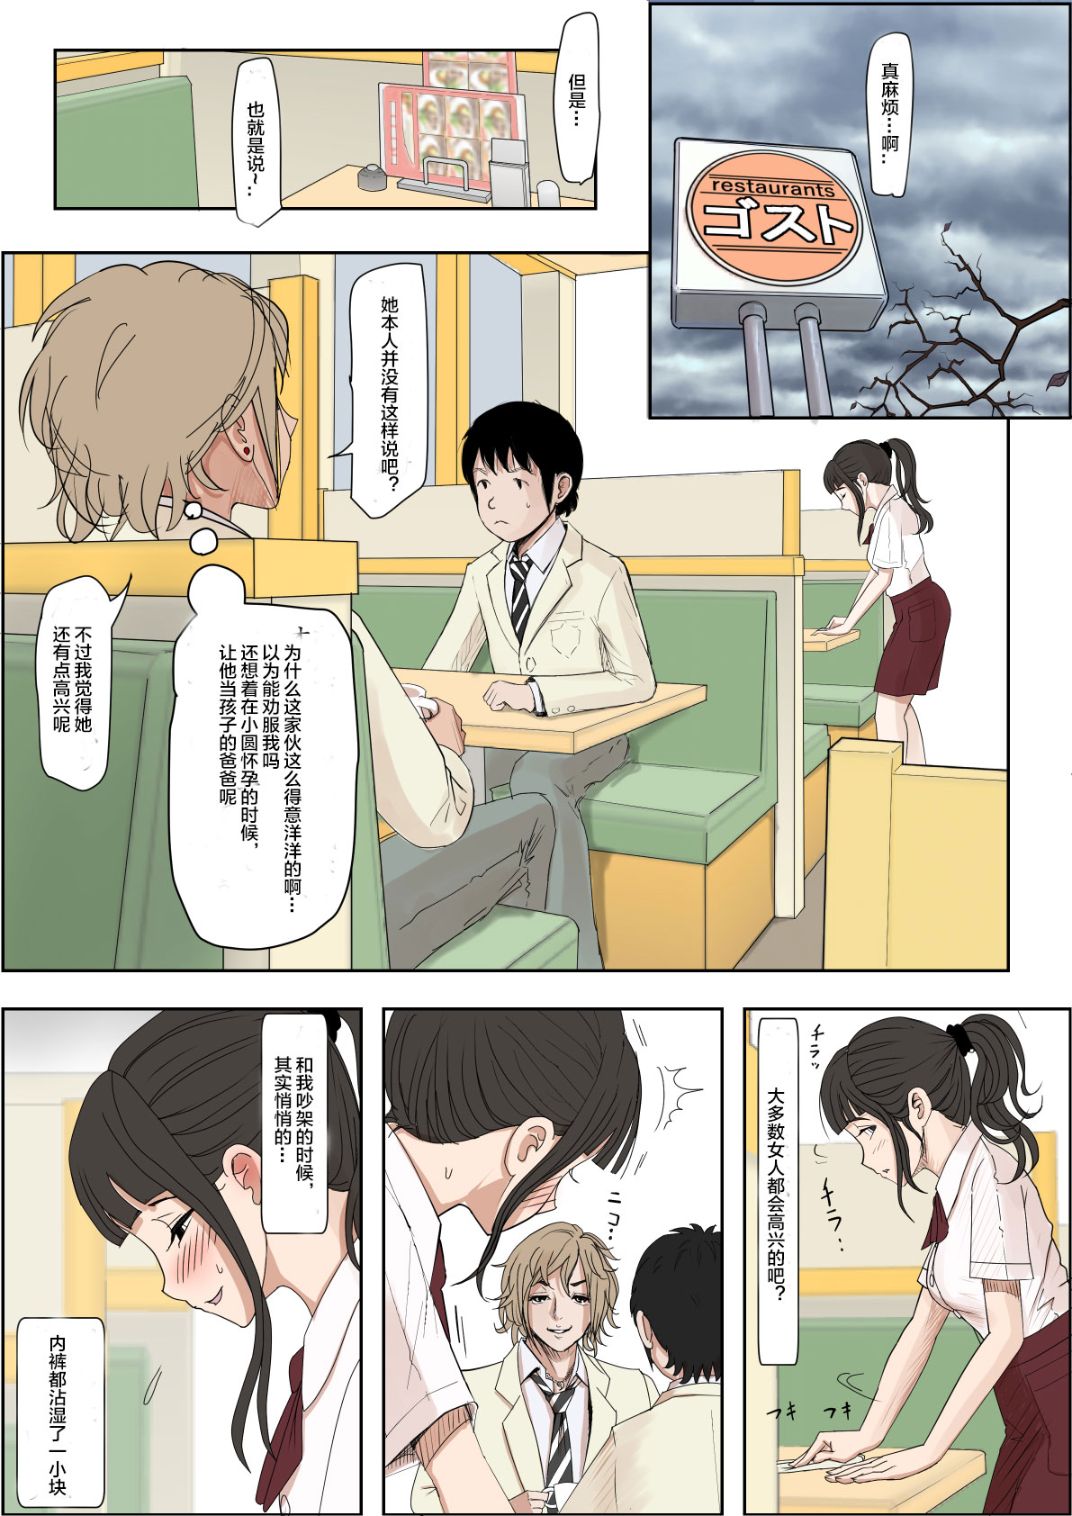 真麻烦…啊…
restaurants
ゴスト
但是…
也就是说~…
她本人并没有这样说吧？
为什么这家伙这么得意洋洋的啊…
以为能劝服我吗
还想着在小圆怀孕的时候，
让他当孩子的爸爸呢
不过我觉得她
还有点高兴呢
チラッ
大多数女人都会高兴的吧？
チラ…
フキ
フキ
ニコ…
和我吵架的时候，
其实悄悄的…
内裤都沾湿了一小块